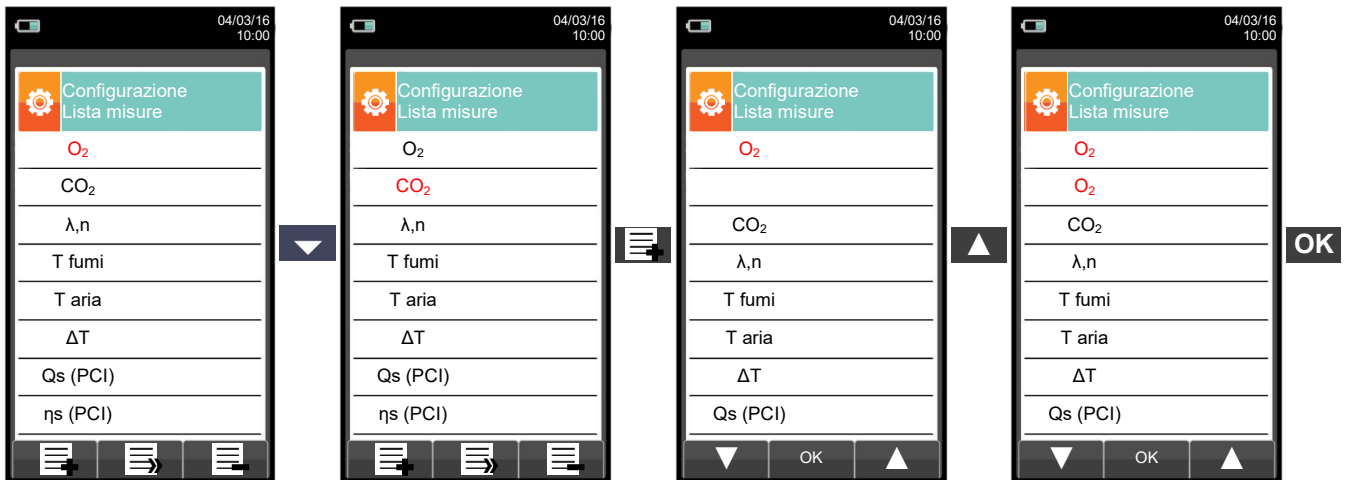 04/03/16
10:00
Configurazione
Lista misure
O₂
CO₂
λ,n
T fumi
T aria
ΔT
Qs (PCI)
ηs (PCI)
04/03/16
10:00
Configurazione
Lista misure
O₂
CO₂
λ,n
T fumi
T aria
ΔT
Qs (PCI)
ηs (PCI)
04/03/16
10:00
Configurazione
Lista misure
O₂
CO₂
λ,n
T fumi
T aria
ΔT
Qs (PCI)
OK
04/03/16
10:00
Configurazione
Lista misure
O₂
O₂
CO₂
λ,n
T fumi
T aria
ΔT
Qs (PCI)
OK
OK